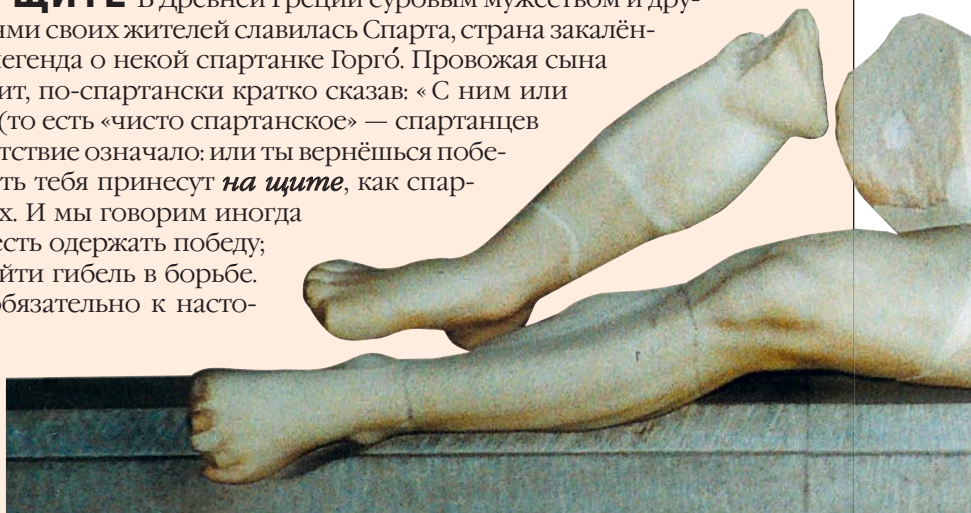 ЩИТЕ В Древней Греции суровым мужеством и дру-
ями своих жителей славилась Спарта, страна закалён-
легенда о некой спартанке Горго́. Провожая сына
ит, по-спартански кратко сказав: « С ним или
(то есть «чисто спартанское» — спартанцев
тствие означало: или ты вернёшься побе-
ть тебя принесут на щите, как спар-
х. И мы говорим иногда
есть одержать победу;
йти гибель в борьбе.
обязательно к насто-